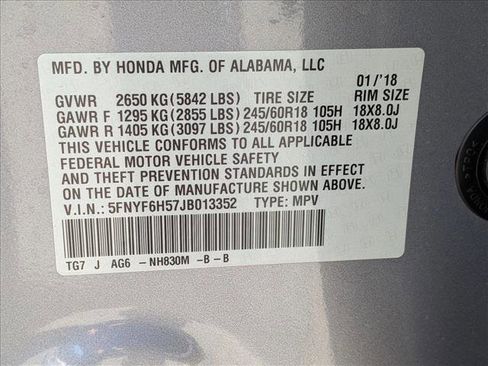 MFD. BY HONDA MFG. OF ALABAMA, LLC
01/'18
GVWR 2650 KG (5842 LBS) TIRE SIZE RIM SIZE
GAWR F 1295 KG (2855 LBS) 245/60R18 105H 18X8.0J
GAWR R 1405 KG (3097 LBS) 245/60R18 105H 18X8.0J
THIS VEHICLE CONFORMS TO ALL APPLICABLE
FEDERAL MOTOR VEHICLE SAFETY
AND THEFT PREVENTION STANDARDS IN EFFECT
ON THE DATE OF MANUFACTURE SHOWN ABOVE.
V.I.N.: 5FNYF6H57JB013352 TYPE: MPV
TG7 J AG6 -NH830M -B -B